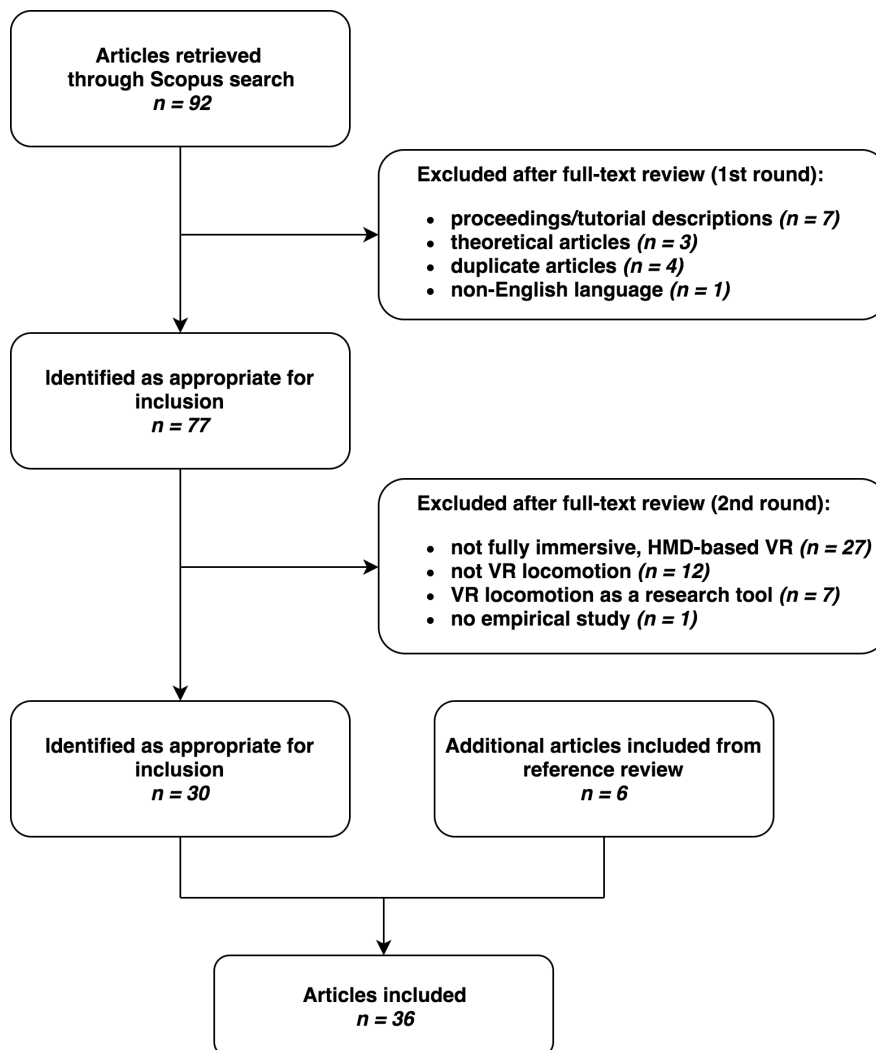 Articles retrieved
through Scopus search
n = 92
Excluded after full-text review (1st round):
• proceedings/tutorial descriptions (n = 7)
• theoretical articles (n = 3)
• duplicate articles (n = 4)
• non-English language (n = 1)
Identified as appropriate for
inclusion
n = 77
Excluded after full-text review (2nd round):
• not fully immersive, HMD-based VR (n = 27)
• not VR locomotion (n = 12)
• VR locomotion as a research tool (n = 7)
• no empirical study (n = 1)
Identified as appropriate for
inclusion
n = 30
Additional articles included from
reference review
n = 6
Articles included
n = 36